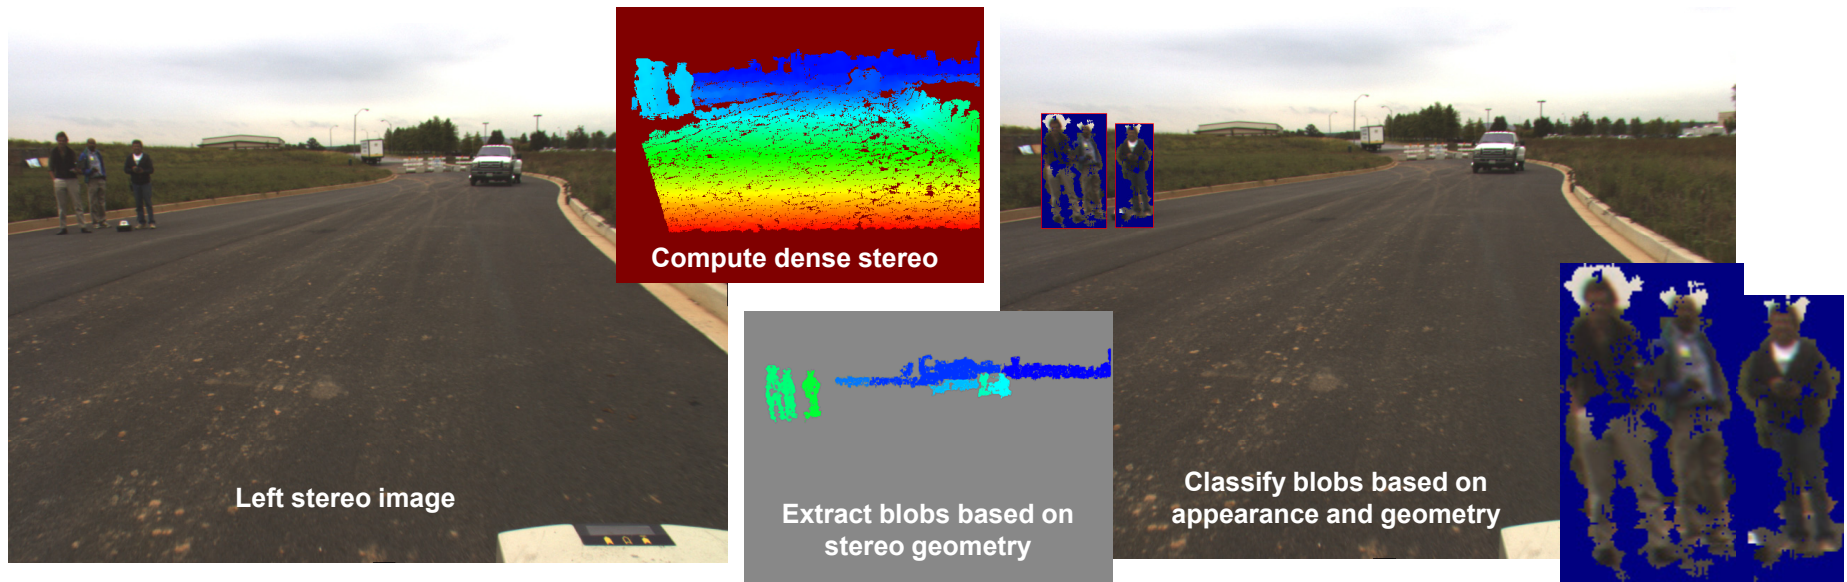 Left stereo image
Compute dense stereo
Extract blobs based on
stereo geometry
Classify blobs based on
appearance and geometry